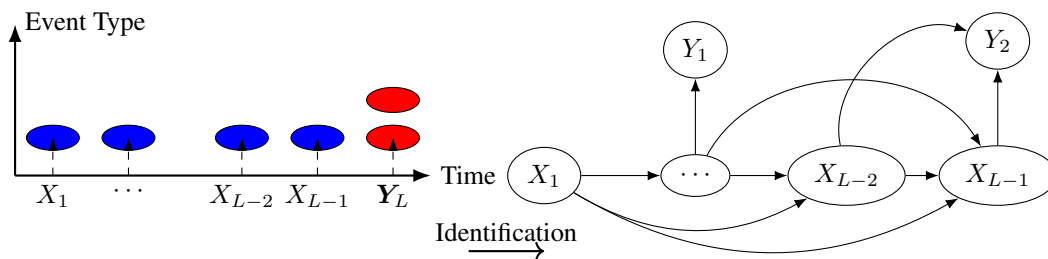 Event Type
X_1
⋯
X_{L−2}
X_{L−1}
Y_L
Time
Identification
Y_1
Y_2
X_1
⋯
X_{L−2}
X_{L−1}